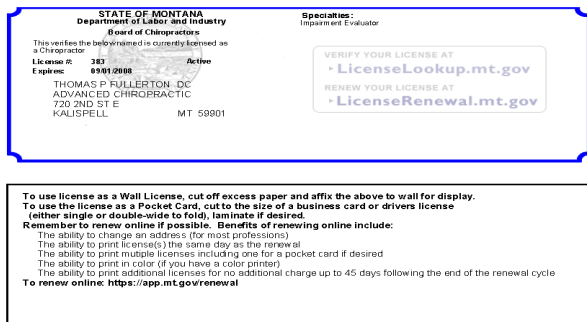 STATE OF MONTANA
Department of Labor and Industry
Board of Chiropractors
This verifies the below named is currently licensed as
a Chiropractor
License #: 383 Active
Expires: 09/01/2008
THOMAS P FULLERTON DC
ADVANCED CHIROPRACTIC
720 2ND ST E
KALISPELL MT 59901
Specialties:
Impairment Evaluator
VERIFY YOUR LICENSE AT
LicenseLookup.mt.gov
RENEW YOUR LICENSE AT
LicenseRenewal.mt.gov
To use license as a Wall License, cut off excess paper and affix the above to wall for display.
To use the license as a Pocket Card, cut to the size of a business card or drivers license
(either single or double-wide to fold), laminate if desired.
Remember to renew online if possible. Benefits of renewing online include:
The ability to change an address (for most professions)
The ability to print license(s) the same day as the renewal
The ability to print mutiple licenses including one for a pocket card if desired
The ability to print in color (if you have a color printer)
The ability to print additional licenses for no additional charge up to 45 days following the end of the renewal cycle
To renew online: https://app.mt.gov/renewal